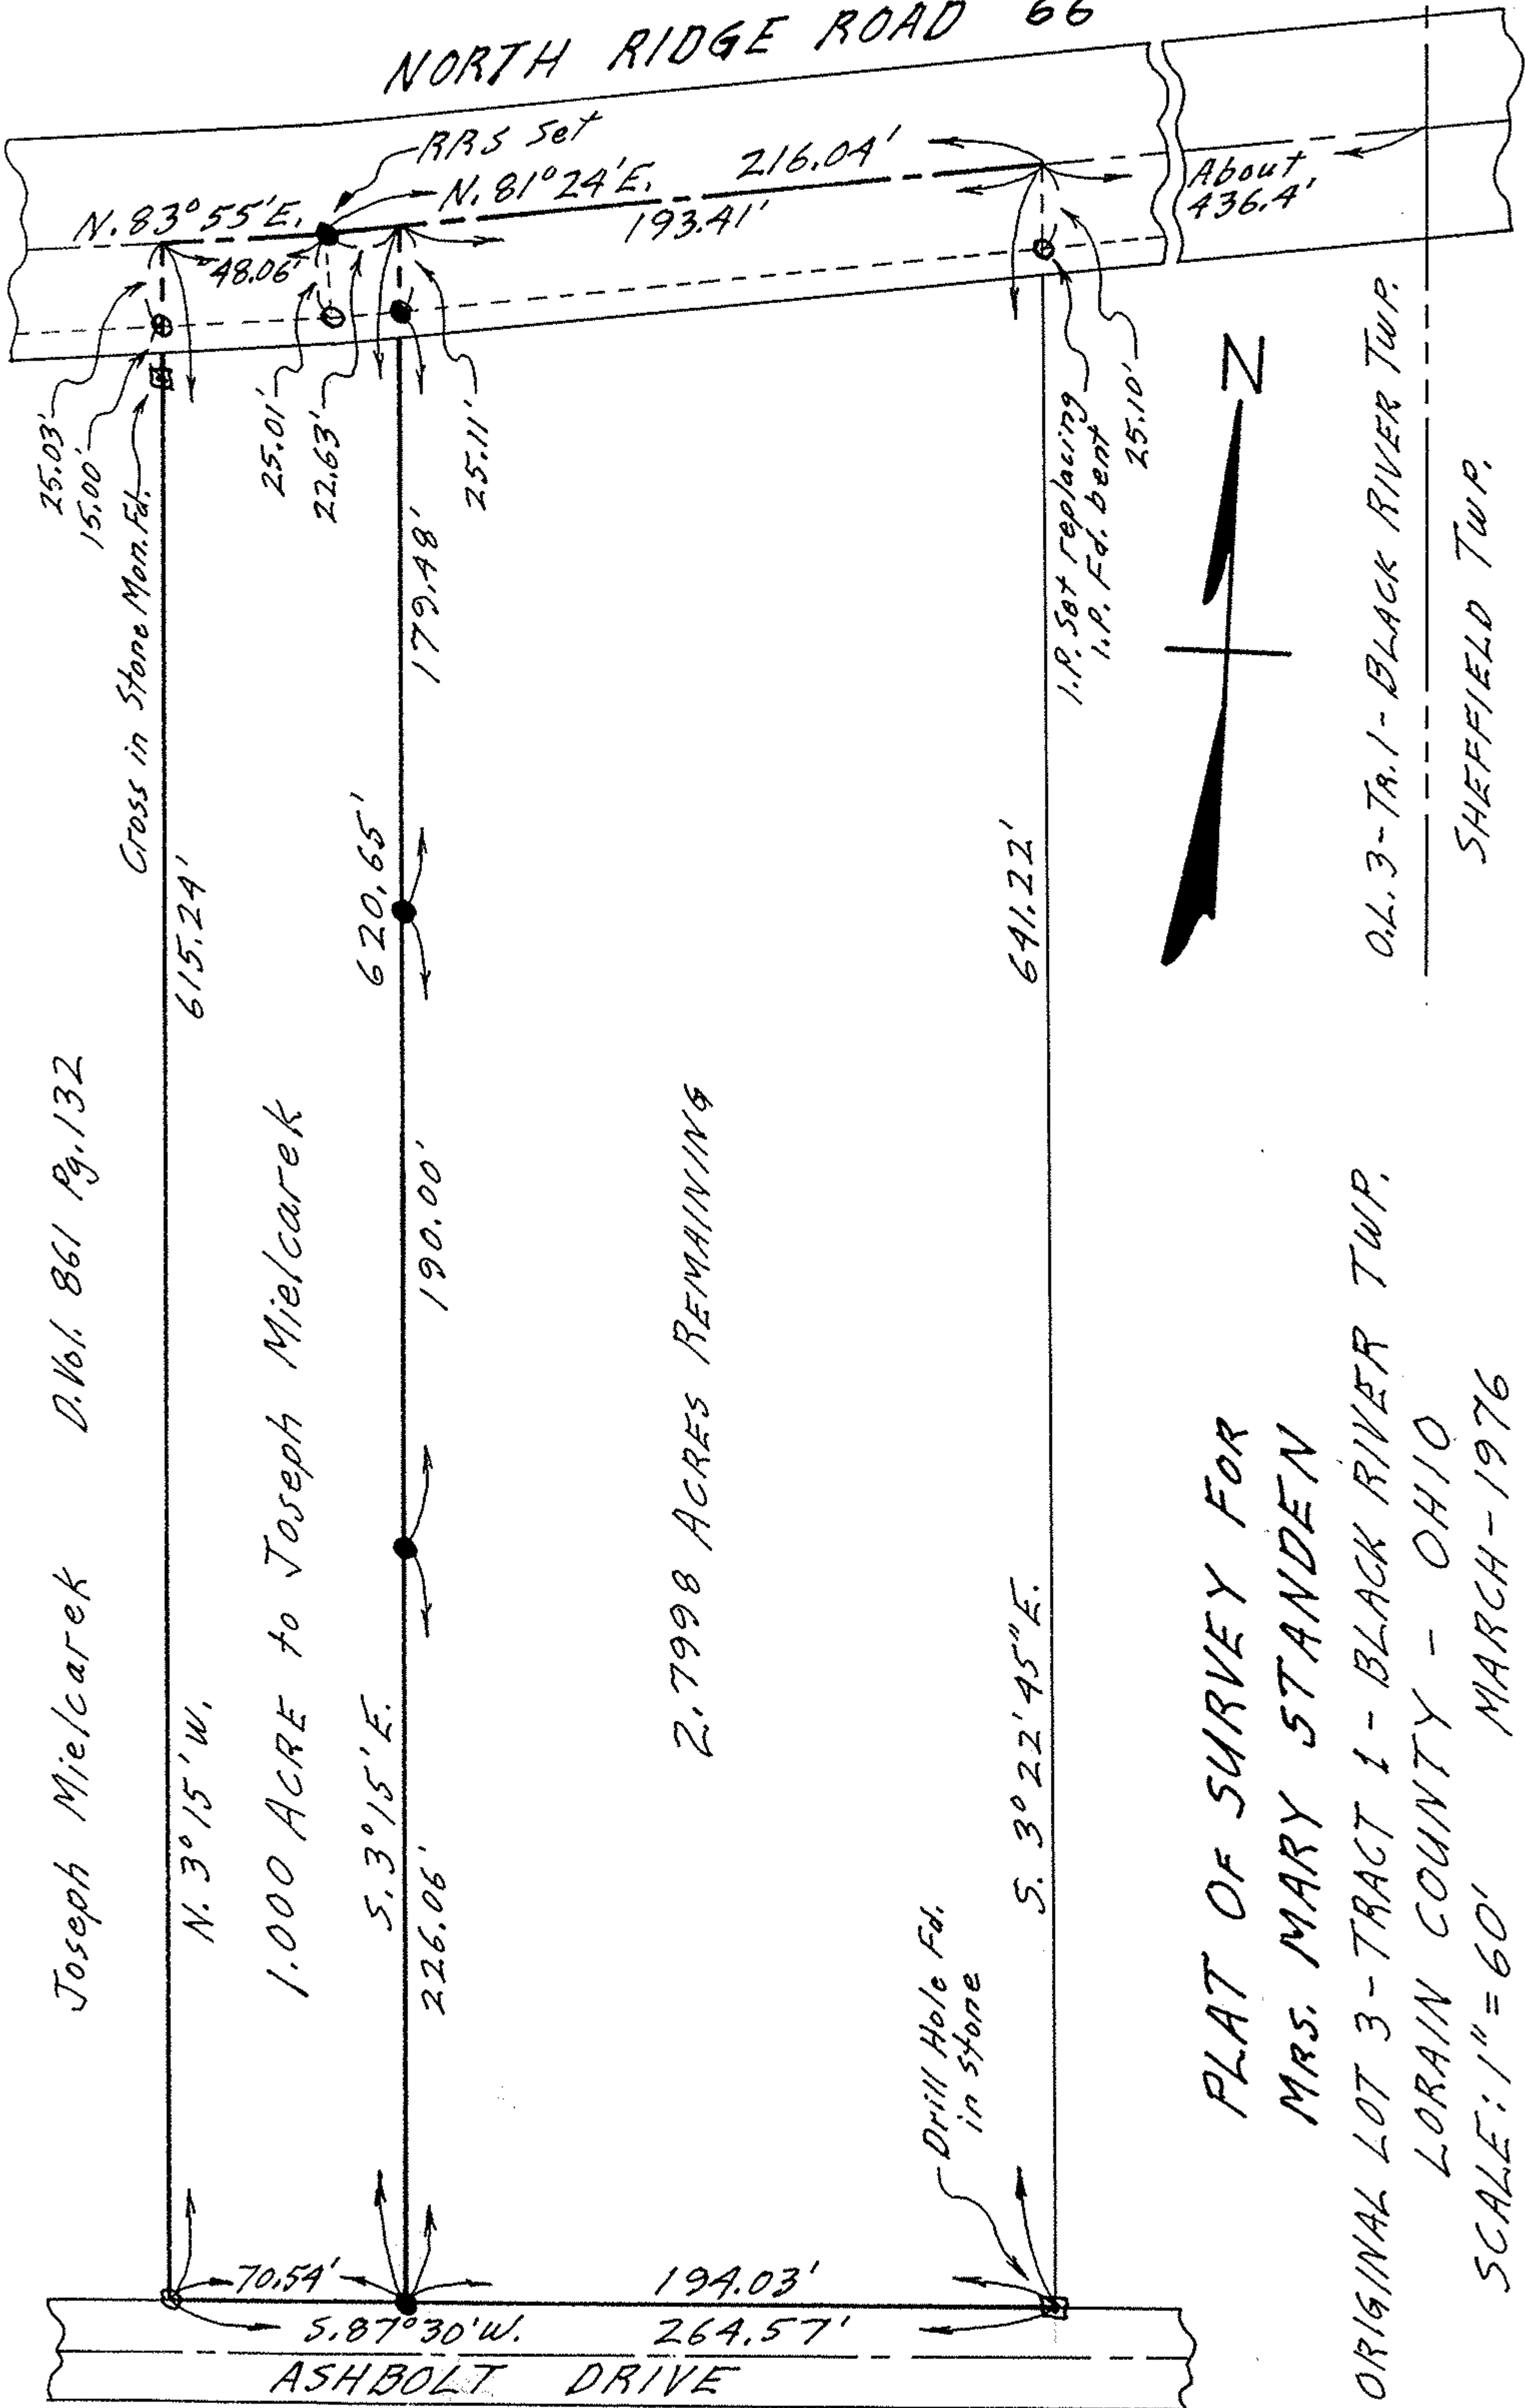 NORTH RIDGE ROAD 66
RRS Set
N. 83° 55' E.
N. 81° 24' E.
216.04'
193.41'
About
436.4'
48.06'
25.03'
15.00'
Cross in Stone Mon. Fd.
25.01'
22.63'
25.11'
I.P. Set replacing
I.P. Fd. bent
25.10'
N
O.L. 3 - TR. 1 - BLACK RIVER TWP.
SHEFFIELD TWP.
Joseph Mielcarek D. Vol. 861 Pg. 132
N. 3° 15' W. 615.24'
1.000 ACRE to Joseph Mielcarek
S. 3° 15' E. 620.65'
226.06' 190.00' 179.48'
2.7998 ACRES REMAINING
S. 3° 22' 45" E. 641.22'
Drill Hole Fd.
in stone
70.54'
194.03'
S. 87° 30' W. 264.57'
ASHBOLT DRIVE
PLAT OF SURVEY FOR
MRS. MARY STANDEN
ORIGINAL LOT 3 - TRACT 1 - BLACK RIVER TWP.
LORAIN COUNTY - OHIO
SCALE: 1" = 60' MARCH - 1976